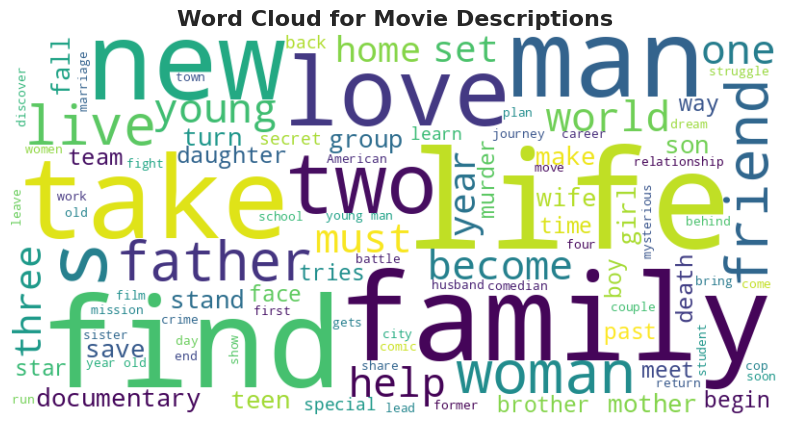 Word Cloud for Movie Descriptions
new
love
man
one
back
home
set
fall
discover
marriage
town
struggle
live
young
world
way
friend
women
team
fight
turn
secret
daughter
group
learn
plan
journey
career
dream
son
relationship
American
murder
year
make
move
take
two
life
work
old
leave
school
young man
must
wife
time
girl
four
mysterious
behind
s
father
tries
battle
become
boy
death
bring
come
three
film
mission
stand
face
first
gets
husband
comedian
couple
family
find
sister
crime
save
day
end
year old
show
city
comic
share
past
student
cop
soon
star
run
documentary
teen
special
lead
help
former
woman
brother
mother
meet
return
begin